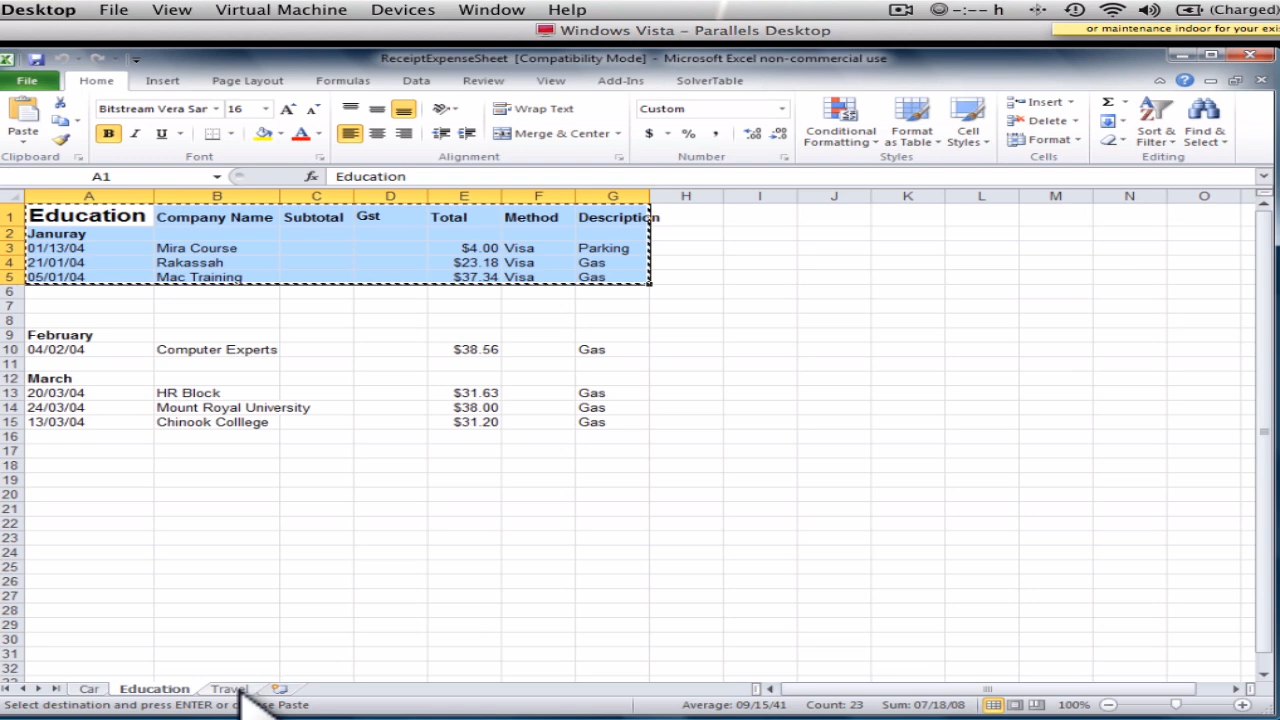 Desktop File View Virtual Machine Devices Window Help -:-- h (Charged)
Windows Vista – Parallels Desktop or maintenance indoor for your exis
ReceiptExpenseSheet [Compatibility Mode] - Microsoft Excel non-commercial use
File Home Insert Page Layout Formulas Data Review View Add-Ins SolverTable
Bitstream Vera Sar 16 Wrap Text Custom Insert
Paste B I U Merge & Center $ % , Conditional Formatting Format as Table Cell Styles Delete Format Sort & Filter Find & Select
Clipboard Font Alignment Number Styles Cells Editing
A1 fx Education
A B C D E F G H I J K L M N O
1 Education Company Name Subtotal Gst Total Method Description
2 Januray
3 01/13/04 Mira Course $4.00 Visa Parking
4 21/01/04 Rakassah $23.18 Visa Gas
5 05/01/04 Mac Training $37.34 Visa Gas
6
7
8
9 February
10 04/02/04 Computer Experts $38.56 Gas
11
12 March
13 20/03/04 HR Block $31.63 Gas
14 24/03/04 Mount Royal University $38.00 Gas
15 13/03/04 Chinook Colllege $31.20 Gas
16
17
18
19
20
21
22
23
24
25
26
27
28
29
30
31
32
Car Education Travel
Select destination and press ENTER or Paste Average: 09/15/41 Count: 23 Sum: 07/18/08 100%